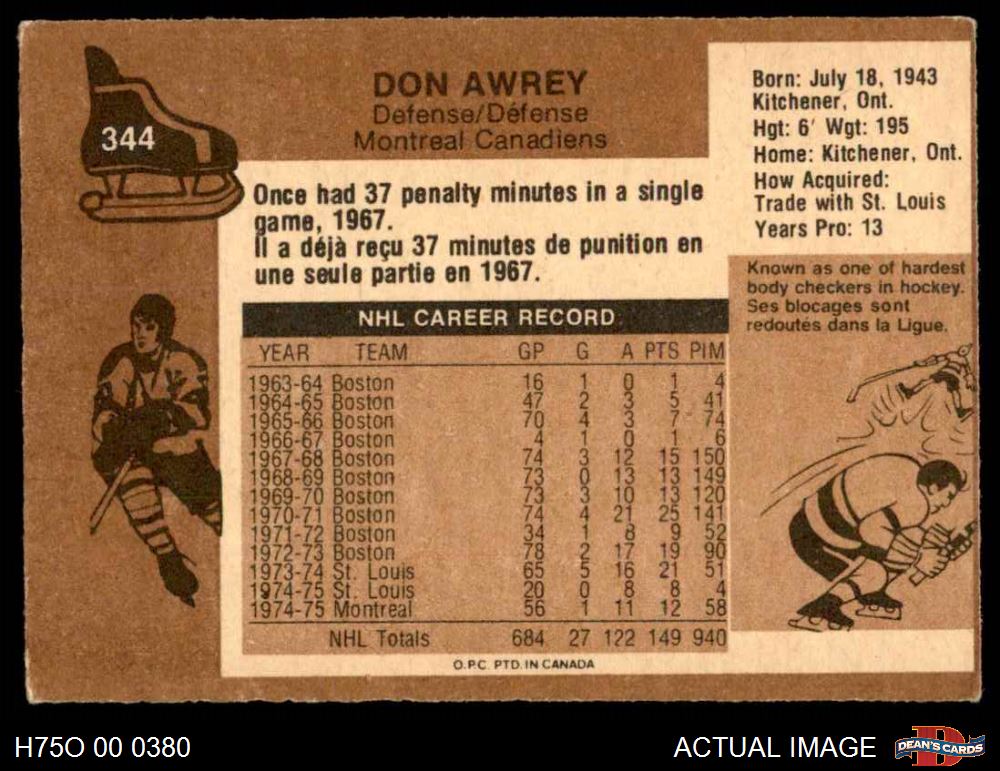 344
DON AWREY
Defense/Défense
Montreal Canadiens
Born: July 18, 1943
Kitchener, Ont.
Hgt: 6' Wgt: 195
Home: Kitchener, Ont.
How Acquired:
Trade with St. Louis
Years Pro: 13
Once had 37 penalty minutes in a single
game, 1967.
Il a déjà reçu 37 minutes de punition en
une seule partie en 1967.
Known as one of hardest
body checkers in hockey.
Ses blocages sont
redoutés dans la Ligue.
NHL CAREER RECORD
YEAR TEAM GP G A PTS PIM
1963-64 Boston 16 1 0 1 4
1964-65 Boston 47 2 3 5 41
1965-66 Boston 70 4 3 7 74
1966-67 Boston 4 1 0 1 6
1967-68 Boston 74 3 12 15 150
1968-69 Boston 73 0 13 13 149
1969-70 Boston 73 3 10 13 120
1970-71 Boston 74 4 21 25 141
1971-72 Boston 34 1 8 9 52
1972-73 Boston 78 2 17 19 90
1973-74 St. Louis 65 5 16 21 51
1974-75 St. Louis 20 0 8 8 4
1974-75 Montreal 56 1 11 12 58
NHL Totals 684 27 122 149 940
O.P.C. PTD. IN CANADA
H75O 00 0380
ACTUAL IMAGE
D
DEAN'S CARDS